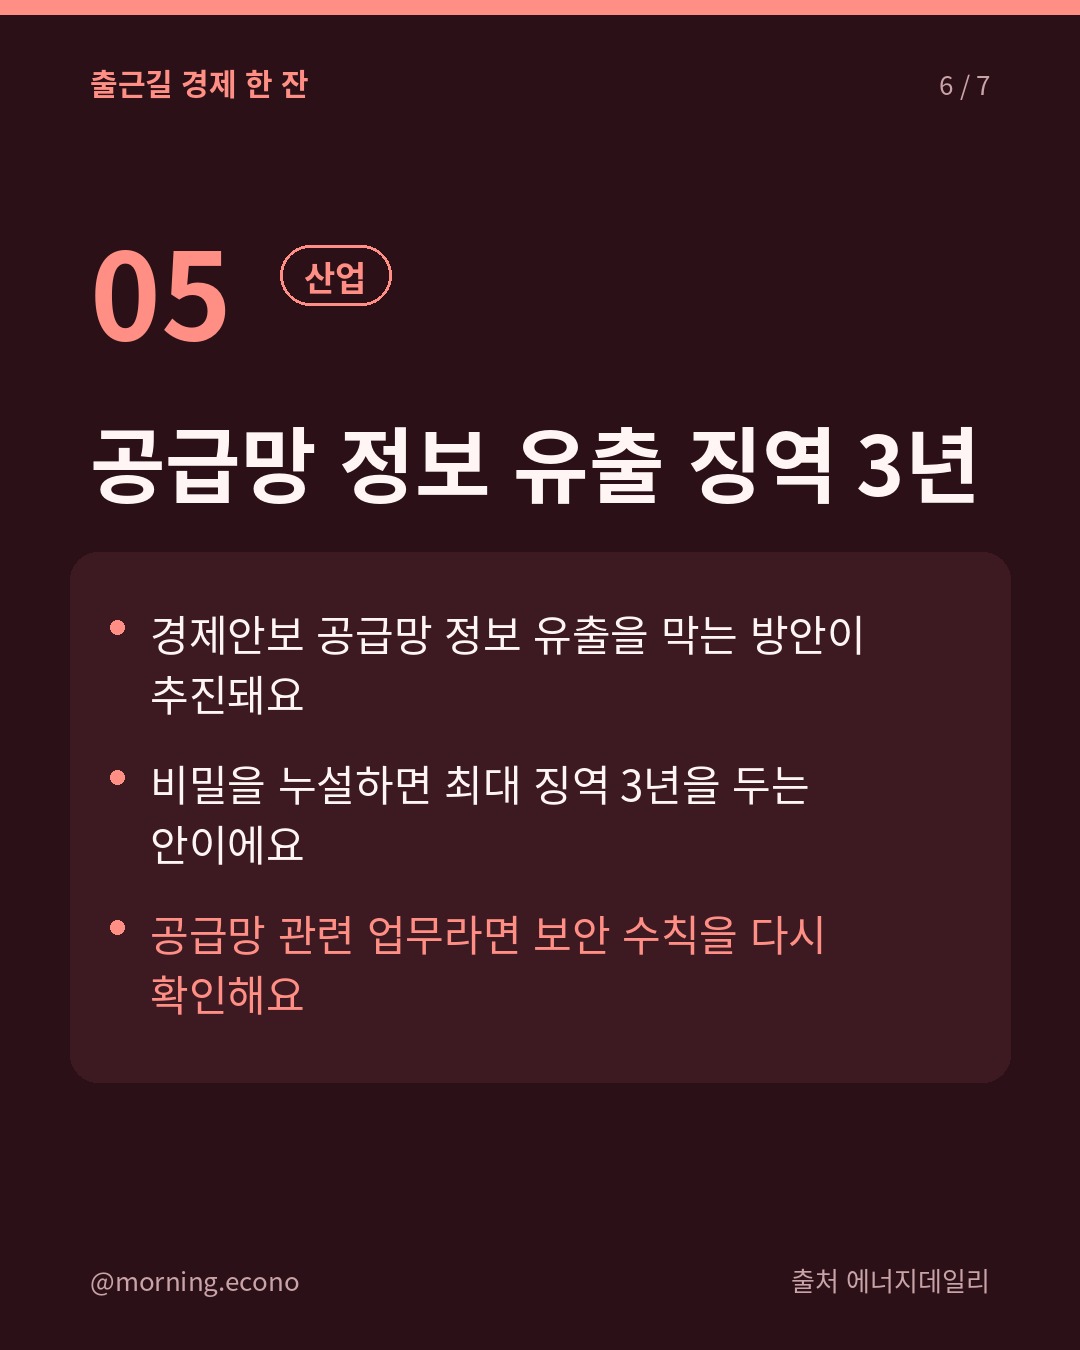 출근길 경제 한 잔
6 / 7
05
산업
공급망 정보 유출 징역 3년
경제안보 공급망 정보 유출을 막는 방안이
추진돼요
비밀을 누설하면 최대 징역 3년을 두는
안이에요
공급망 관련 업무라면 보안 수칙을 다시
확인해요
@morning.econo
출처 에너지데일리